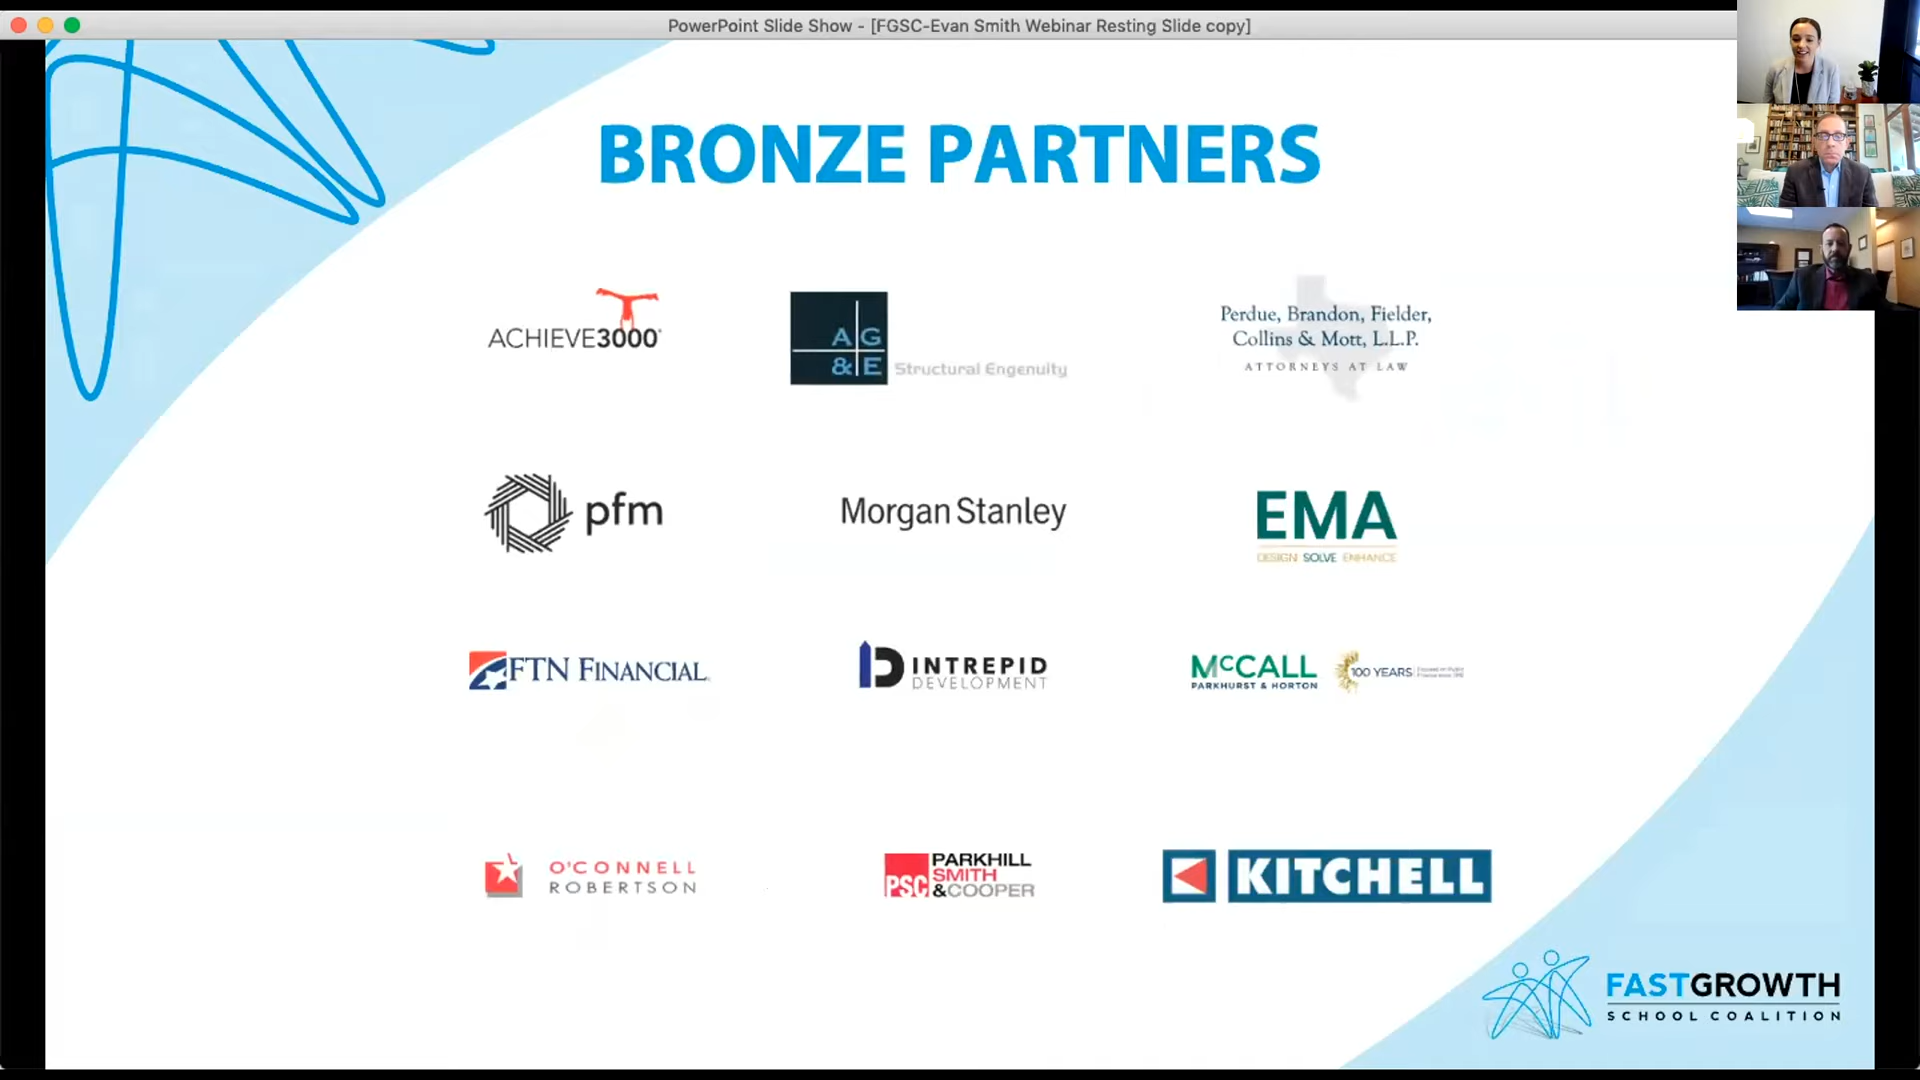 PowerPoint Slide Show - [FGSC-Evan Smith Webinar Resting Slide copy]
BRONZE PARTNERS
ACHIEVE3000
A G
& E
Structural Engenuity
Perdue, Brandon, Fielder,
Collins & Mott, L.L.P.
ATTORNEYS AT LAW
pfm
Morgan Stanley
EMA
DESIGN SOLVE ENHANCE
FTN FINANCIAL
INTREPID
DEVELOPMENT
MCCALL
PARKHURST & HORTON
100 YEARS
O'CONNELL
ROBERTSON
PSC
PARKHILL
SMITH
&COOPER
KITCHELL
FASTGROWTH
SCHOOL COALITION